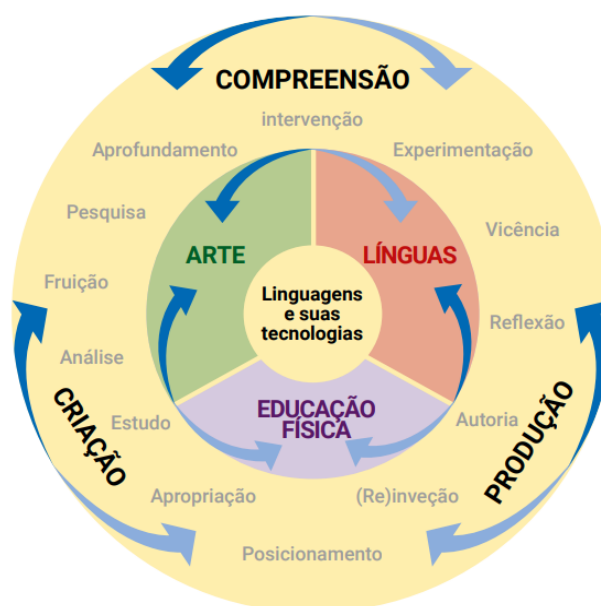 COMPREENSÃO
intervenção
Aprofundamento
Experimentação
Pesquisa
Vicência
ARTE
LÍNGUAS
Fruição
Linguagens
e suas
tecnologias
Reflexão
Análise
EDUCAÇÃO
FÍSICA
Estudo
Autoria
CRIAÇÃO
PRODUÇÃO
Apropriação
(Re)inveção
Posicionamento